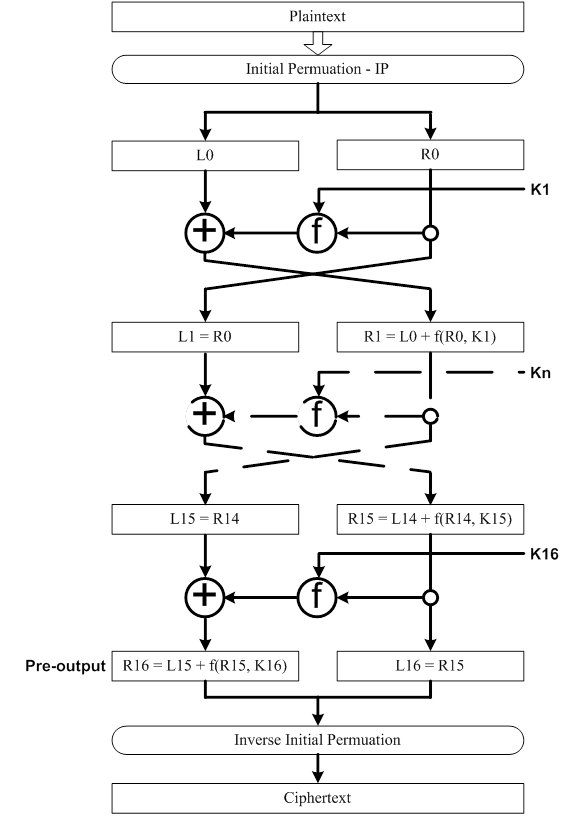 Plaintext
Initial Permuation - IP
L0
R0
K1
+
f
L1 = R0
R1 = L0 + f(R0, K1)
Kn
+
f
L15 = R14
R15 = L14 + f(R14, K15)
K16
+
f
Pre-output
R16 = L15 + f(R15, K16)
L16 = R15
Inverse Initial Permuation
Ciphertext